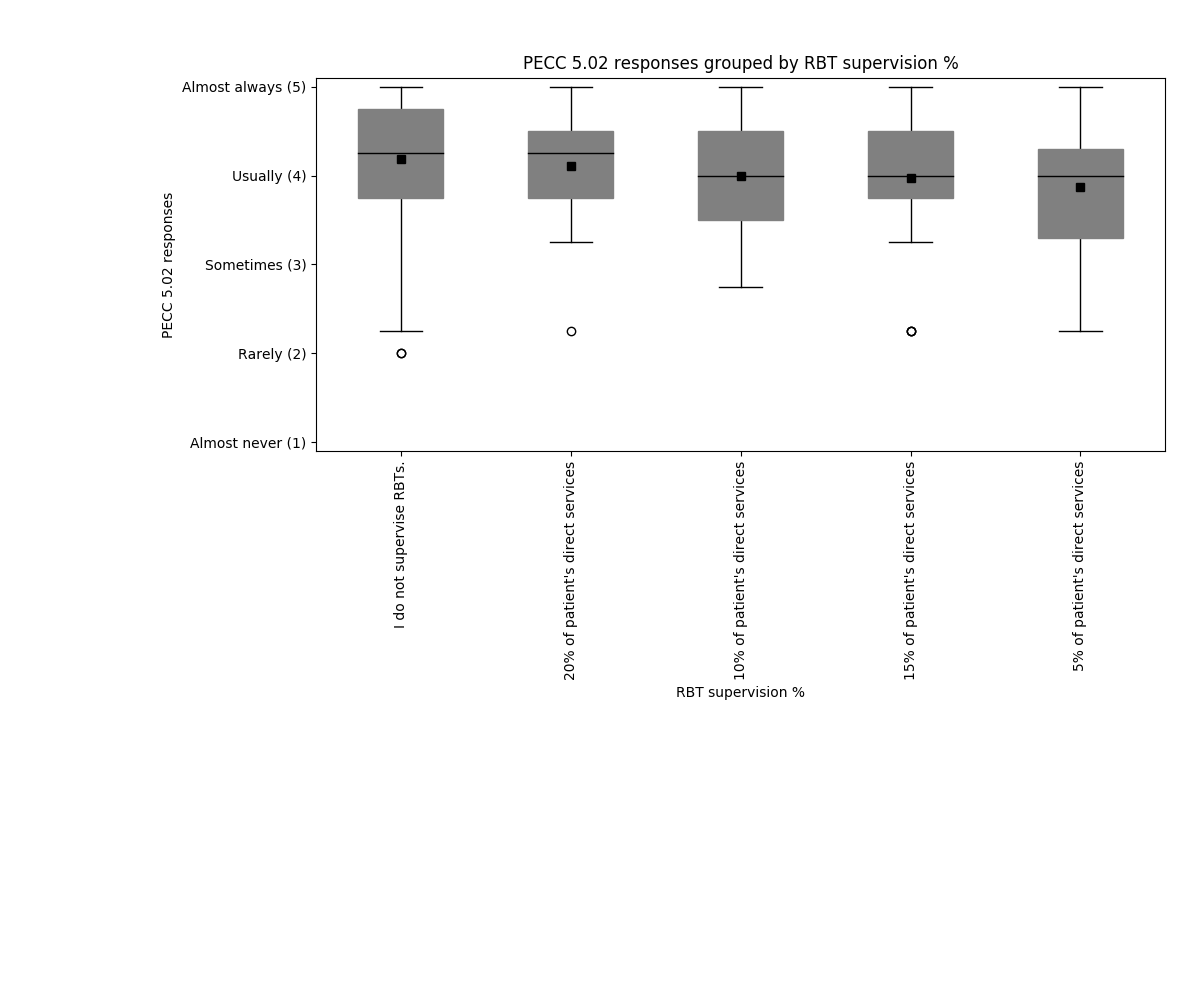 PECC 5.02 responses grouped by RBT supervision %
PECC 5.02 responses
Almost always (5)
Usually (4)
Sometimes (3)
Rarely (2)
Almost never (1)
I do not supervise RBTs.
20% of patient's direct services
10% of patient's direct services
15% of patient's direct services
5% of patient's direct services
RBT supervision %